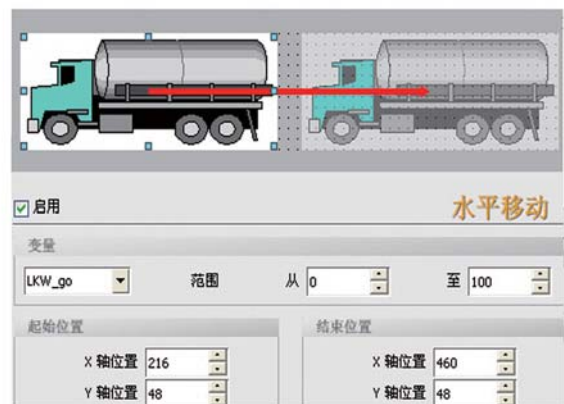 启用
水平移动
变量
LKW_go 范围 从 0 至 100
起始位置 结束位置
X 轴位置 216 X 轴位置 460
Y 轴位置 48 Y 轴位置 48